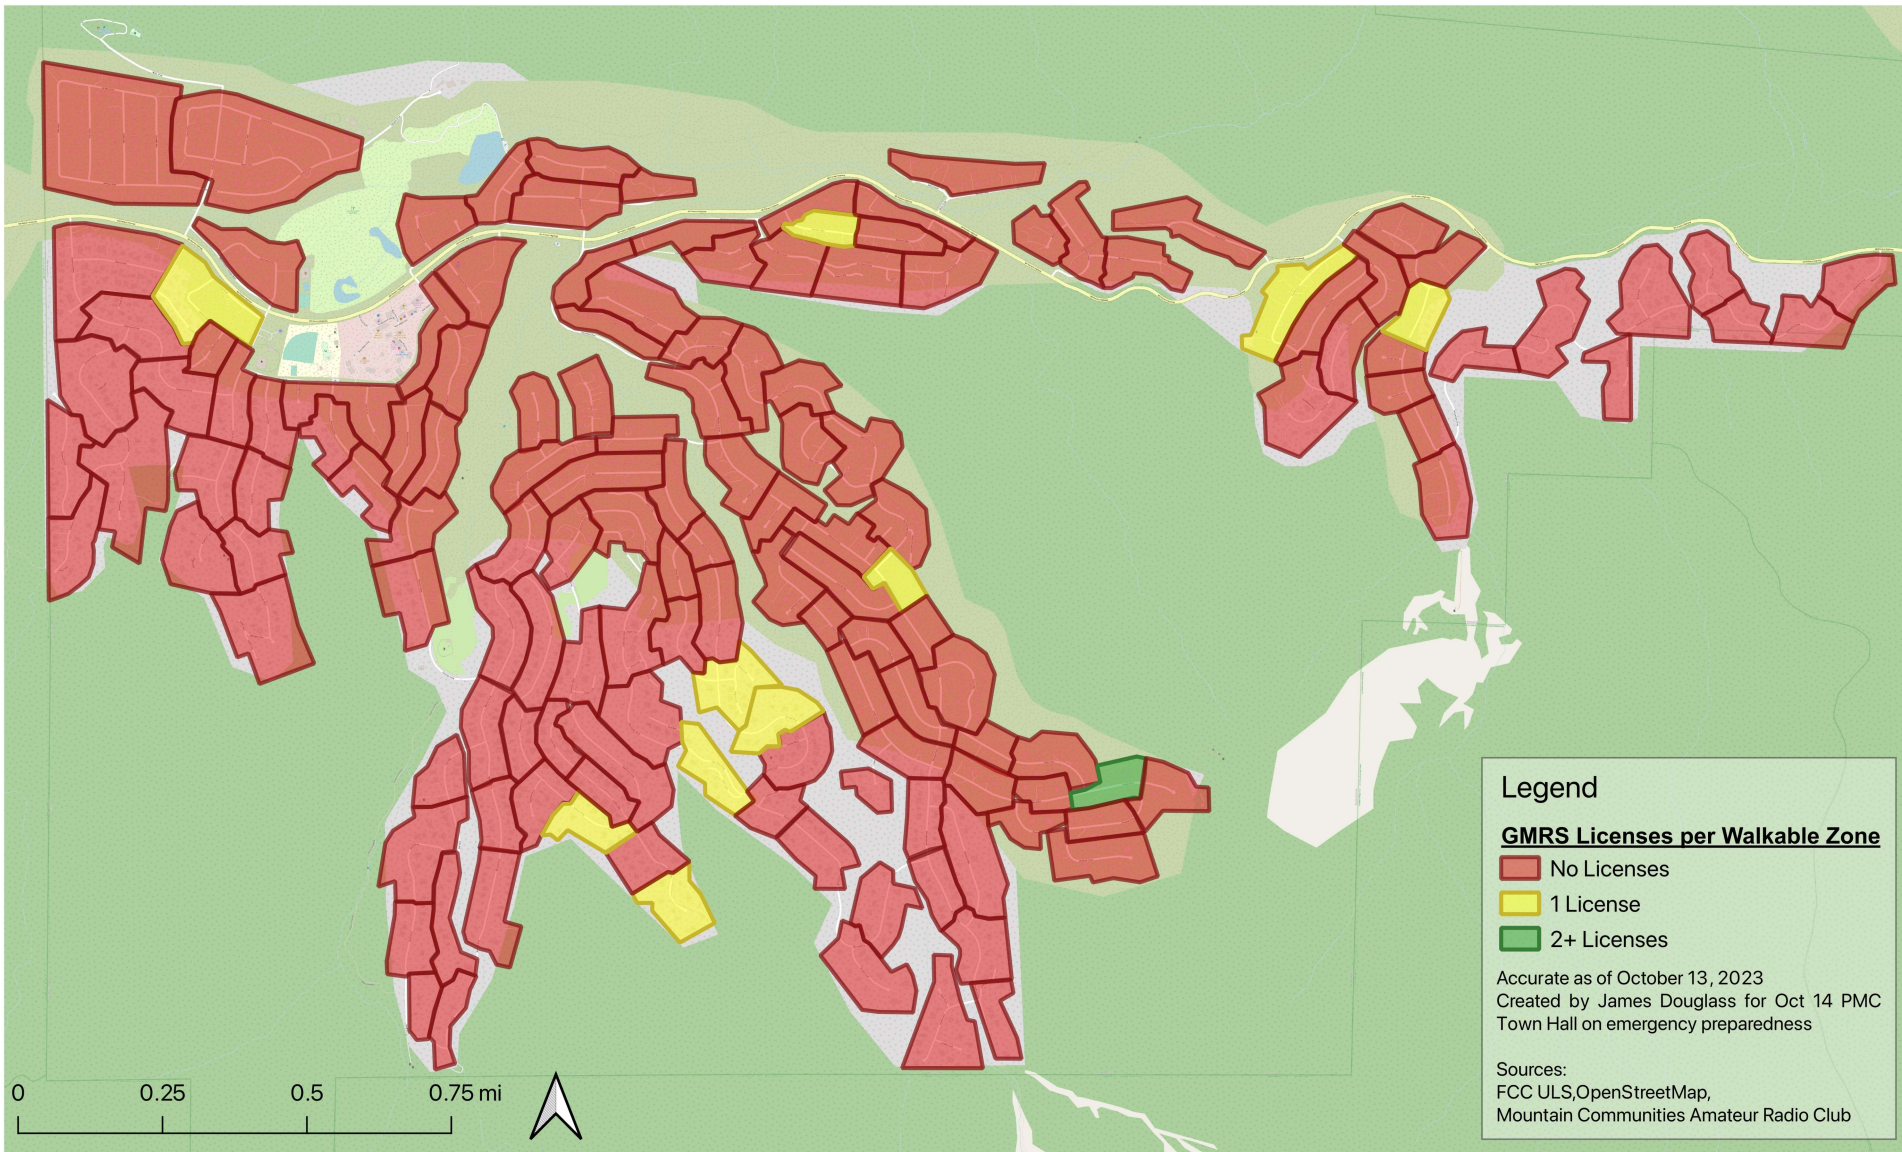 Legend
GMRS Licenses per Walkable Zone
No Licenses
1 License
2+ Licenses
Accurate as of October 13, 2023
Created by James Douglass for Oct 14 PMC
Town Hall on emergency preparedness
Sources:
FCC ULS,OpenStreetMap,
Mountain Communities Amateur Radio Club
0 0.25 0.5 0.75 mi